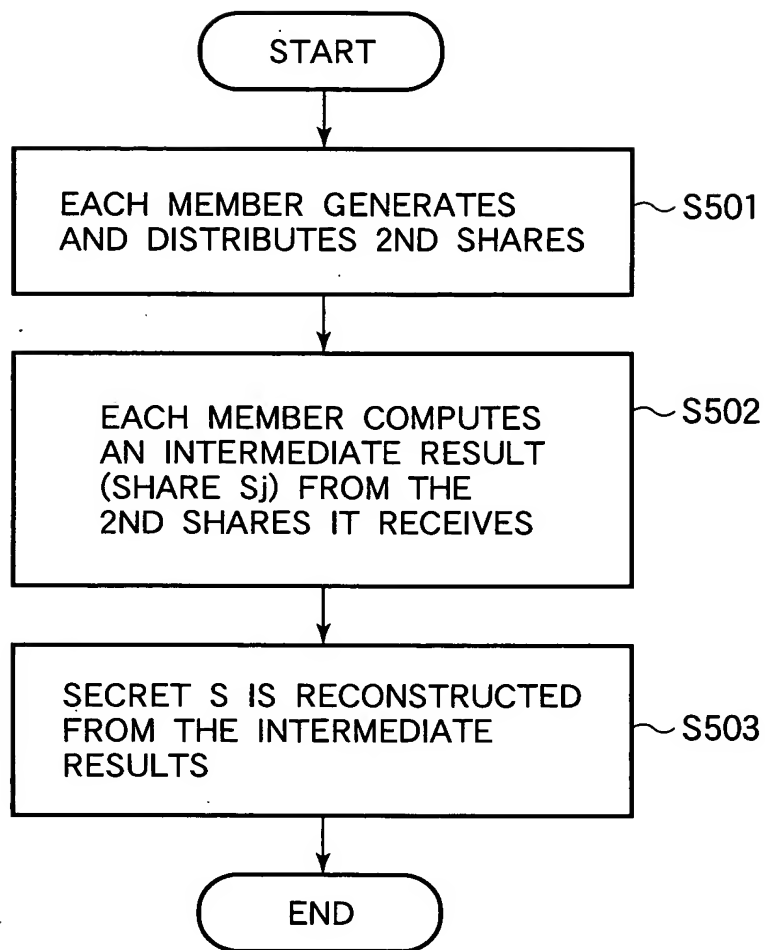 START
EACH MEMBER GENERATES
AND DISTRIBUTES 2ND SHARES
S501
EACH MEMBER COMPUTES
AN INTERMEDIATE RESULT
(SHARE Sj) FROM THE
2ND SHARES IT RECEIVES
S502
SECRET S IS RECONSTRUCTED
FROM THE INTERMEDIATE
RESULTS
S503
END